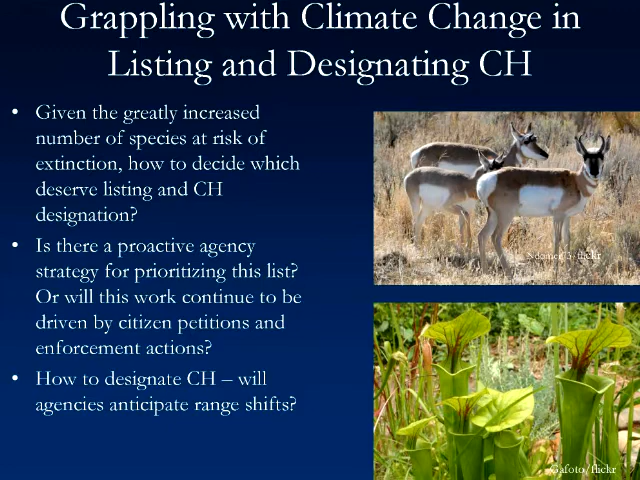 Grappling with Climate Change in
Listing and Designating CH
• Given the greatly increased
number of species at risk of
extinction, how to decide which
deserve listing and CH
designation?
• Is there a proactive agency
strategy for prioritizing this list?
Or will this work continue to be
driven by citizen petitions and
enforcement actions?
• How to designate CH – will
agencies anticipate range shifts?
/flickr
Gafoto/flickr